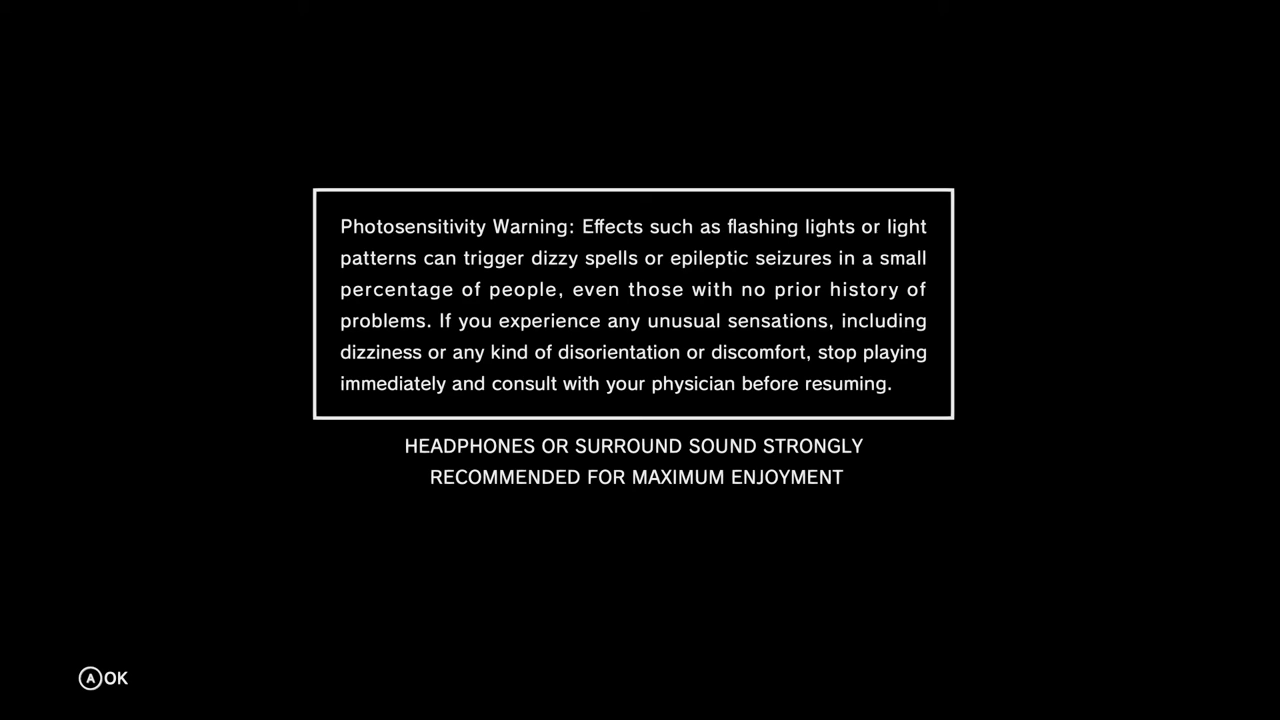 Photosensitivity Warning: Effects such as flashing lights or light
patterns can trigger dizzy spells or epileptic seizures in a small
percentage of people, even those with no prior history of
problems. If you experience any unusual sensations, including
dizziness or any kind of disorientation or discomfort, stop playing
immediately and consult with your physician before resuming.
HEADPHONES OR SURROUND SOUND STRONGLY
RECOMMENDED FOR MAXIMUM ENJOYMENT
A OK